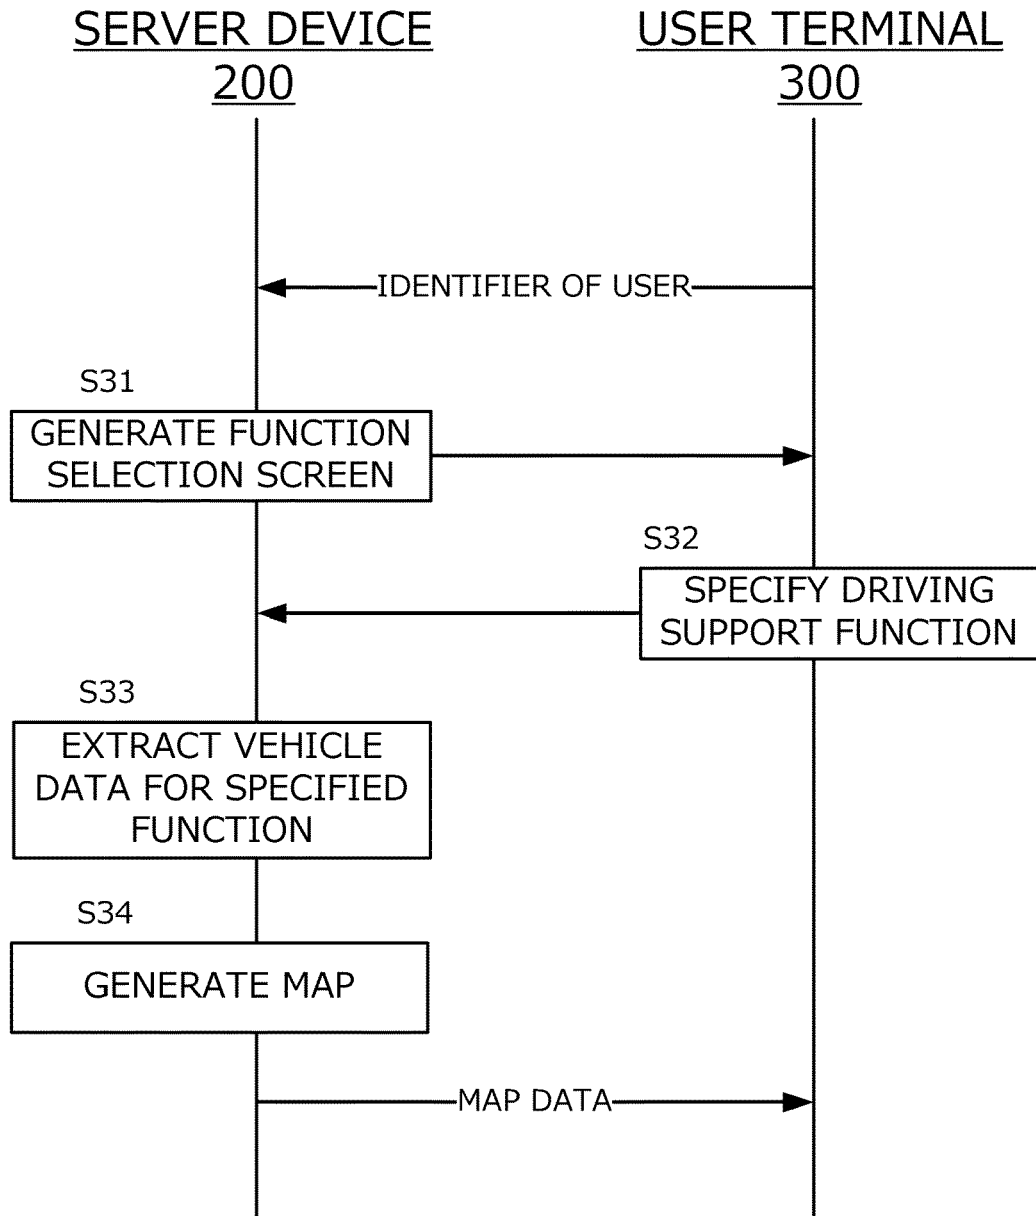 SERVER DEVICE
200
USER TERMINAL
300
IDENTIFIER OF USER
S31
GENERATE FUNCTION
SELECTION SCREEN
S32
SPECIFY DRIVING
SUPPORT FUNCTION
S33
EXTRACT VEHICLE
DATA FOR SPECIFIED
FUNCTION
S34
GENERATE MAP
MAP DATA